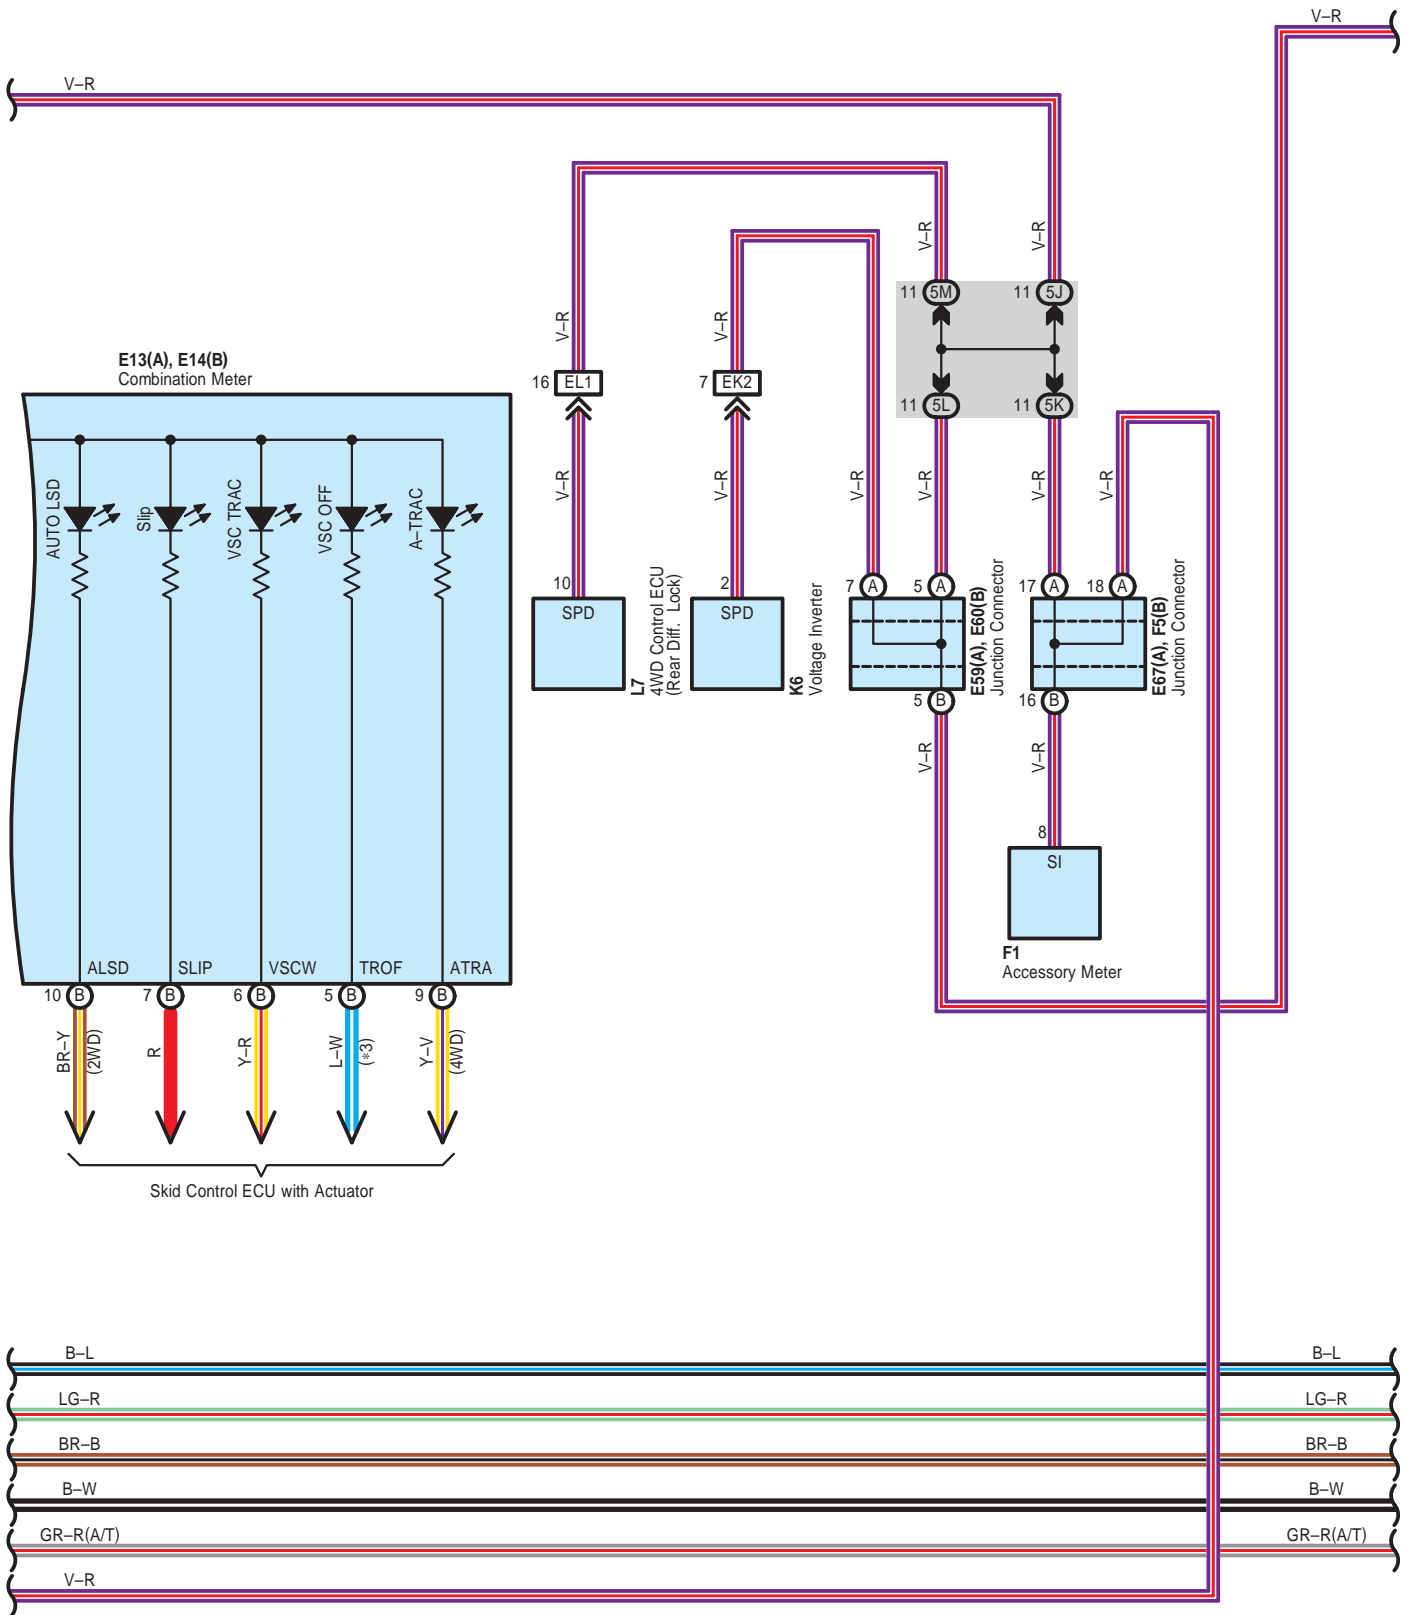 V–R
V–R
V–R
V–R
11 5M
11 5J
V–R
V–R
E13(A), E14(B)
Combination Meter
16 EL1
7 EK2
11 5L
11 5K
AUTO LSD
Slip
VSC TRAC
VSC OFF
A–TRAC
V–R
V–R
V–R
V–R
V–R
V–R
10
SPD
L7
4WD Control ECU
(Rear Diff. Lock)
2
SPD
K6
Voltage Inverter
7 A
5 A
5 B
E59(A), E60(B)
Junction Connector
17 A
18 A
16 B
E67(A), F5(B)
Junction Connector
V–R
V–R
8
SI
F1
Accessory Meter
ALSD
SLIP
VSCW
TROF
ATRA
10 B
7 B
6 B
5 B
9 B
BR–Y
(2WD)
R
Y–R
L–W
(*3)
Y–V
(4WD)
Skid Control ECU with Actuator
B–L
B–L
LG–R
LG–R
BR–B
BR–B
B–W
B–W
GR–R(A/T)
GR–R(A/T)
V–R